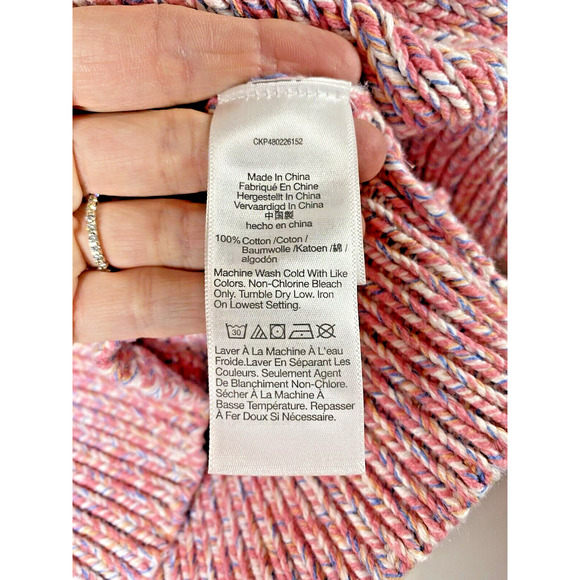 CKP480226152
Made In China
Fabriqué En Chine
Hergestellt In China
Vervaardigd In China
中国製
hecho en china
100% Cotton /Coton /
Baumwolle /Katoen /綿 /
algodón
Machine Wash Cold With Like
Colors. Non-Chlorine Bleach
Only. Tumble Dry Low. Iron
On Lowest Setting.
30
Laver À La Machine À L'eau
Froide.Laver En Séparant Les
Couleurs. Seulement Agent
De Blanchiment Non-Chlore.
Sécher À La Machine À
Basse Température. Repasser
À Fer Doux Si Nécessaire.